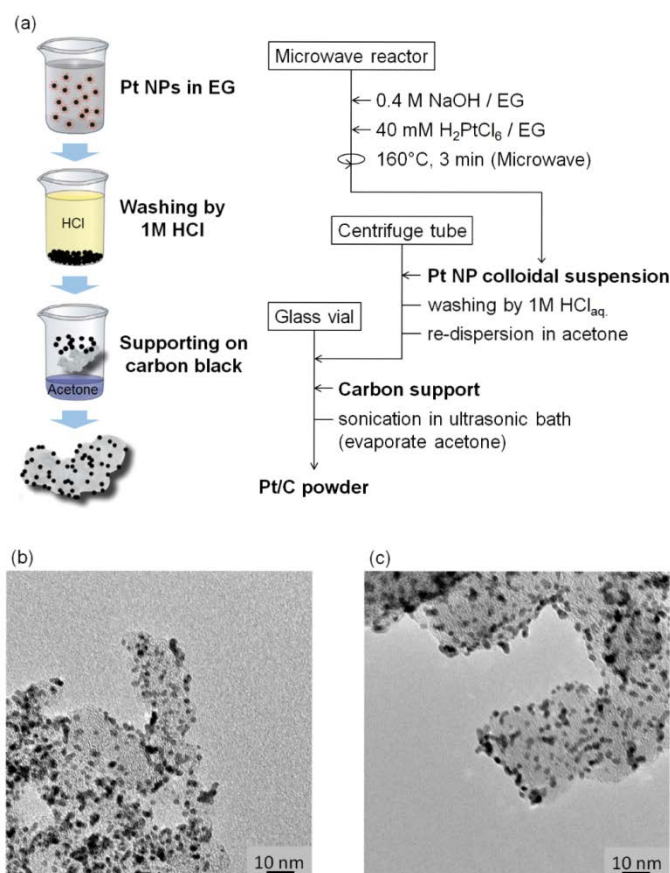 (a)
Pt NPs in EG
HCl
Washing by
1M HCl
Supporting on
carbon black
Acetone
Microwave reactor
0.4 M NaOH / EG
40 mM H₂PtCl₆ / EG
160°C, 3 min (Microwave)
Centrifuge tube
Pt NP colloidal suspension
washing by 1M HClaq.
re-dispersion in acetone
Glass vial
Carbon support
sonication in ultrasonic bath
(evaporate acetone)
Pt/C powder
(b)
10 nm
(c)
10 nm